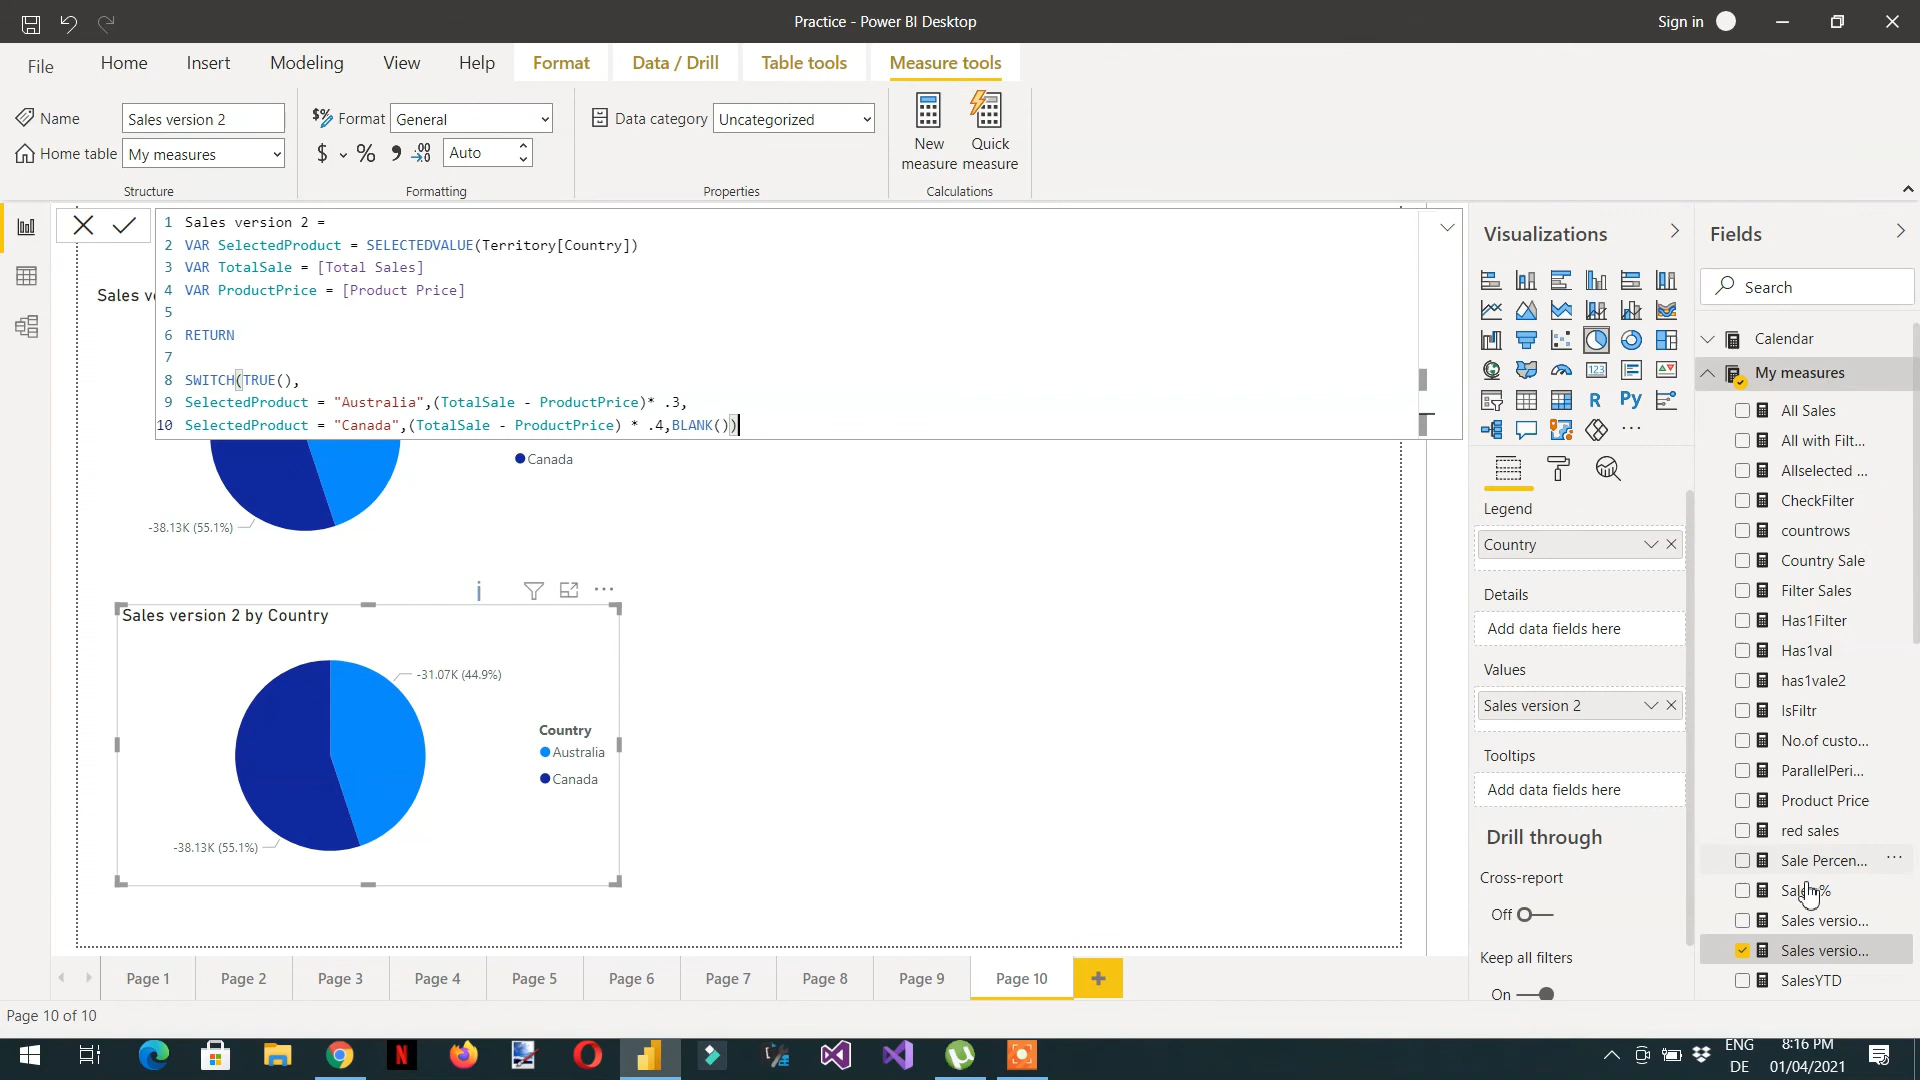 Practice - Power BI Desktop
Sign in
File
Home
Insert
Modeling
View
Help
Format
Data / Drill
Table tools
Measure tools
Name
Sales version 2
Home table
My measures
Structure
Format
General
$
%
Auto
Formatting
Data category
Uncategorized
Properties
New
measure
Quick
measure
Calculations
1 Sales version 2 =
2 VAR SelectedProduct = SELECTEDVALUE(Territory[Country])
3 VAR TotalSale = [Total Sales]
4 VAR ProductPrice = [Product Price]
5
6 RETURN
7
8 SWITCH(TRUE(),
9 SelectedProduct = "Australia",(TotalSale - ProductPrice)* .3,
10 SelectedProduct = "Canada",(TotalSale - ProductPrice) * .4,BLANK())
Sales ve
Canada
-38.13K (55.1%)
Sales version 2 by Country
-31.07K (44.9%)
Country
Australia
Canada
-38.13K (55.1%)
Visualizations
123
R
Py
Legend
Country
Details
Add data fields here
Values
Sales version 2
Tooltips
Add data fields here
Drill through
Cross-report
Off
Keep all filters
On
Fields
Search
Calendar
My measures
All Sales
All with Filt...
Allselected ...
CheckFilter
countrows
Country Sale
Filter Sales
Has1Filter
Has1val
has1vale2
IsFiltr
No.of custo...
ParallelPeri...
Product Price
red sales
Sale Percen...
Sales%
Sales versio...
Sales versio...
SalesYTD
Page 1
Page 2
Page 3
Page 4
Page 5
Page 6
Page 7
Page 8
Page 9
Page 10
Page 10 of 10
ENG
DE
8:16 PM
01/04/2021